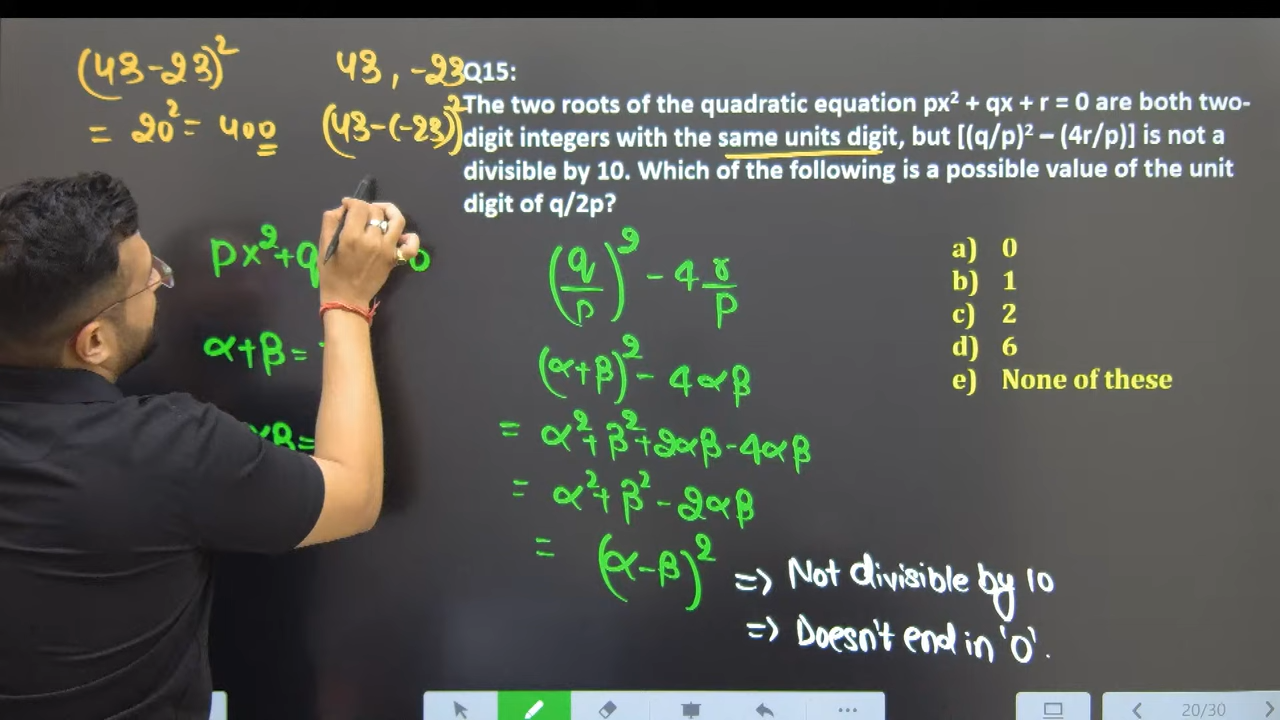 (43-23)²
= 20² = 400
43, -23
(43-(-23))²
Q15:
The two roots of the quadratic equation px² + qx + r = 0 are both two-
digit integers with the same units digit, but [(q/p)² – (4r/p)] is not a
divisible by 10. Which of the following is a possible value of the unit
digit of q/2p?
a) 0
b) 1
c) 2
d) 6
e) None of these
px²+q 0
α+β=
β=
(q/p)² - 4 r/p
(α+β)² - 4αβ
= α²+β²+2αβ-4αβ
= α²+β²-2αβ
= (α-β)² => Not divisible by 10
=> Doesn't end in '0'.
20/30